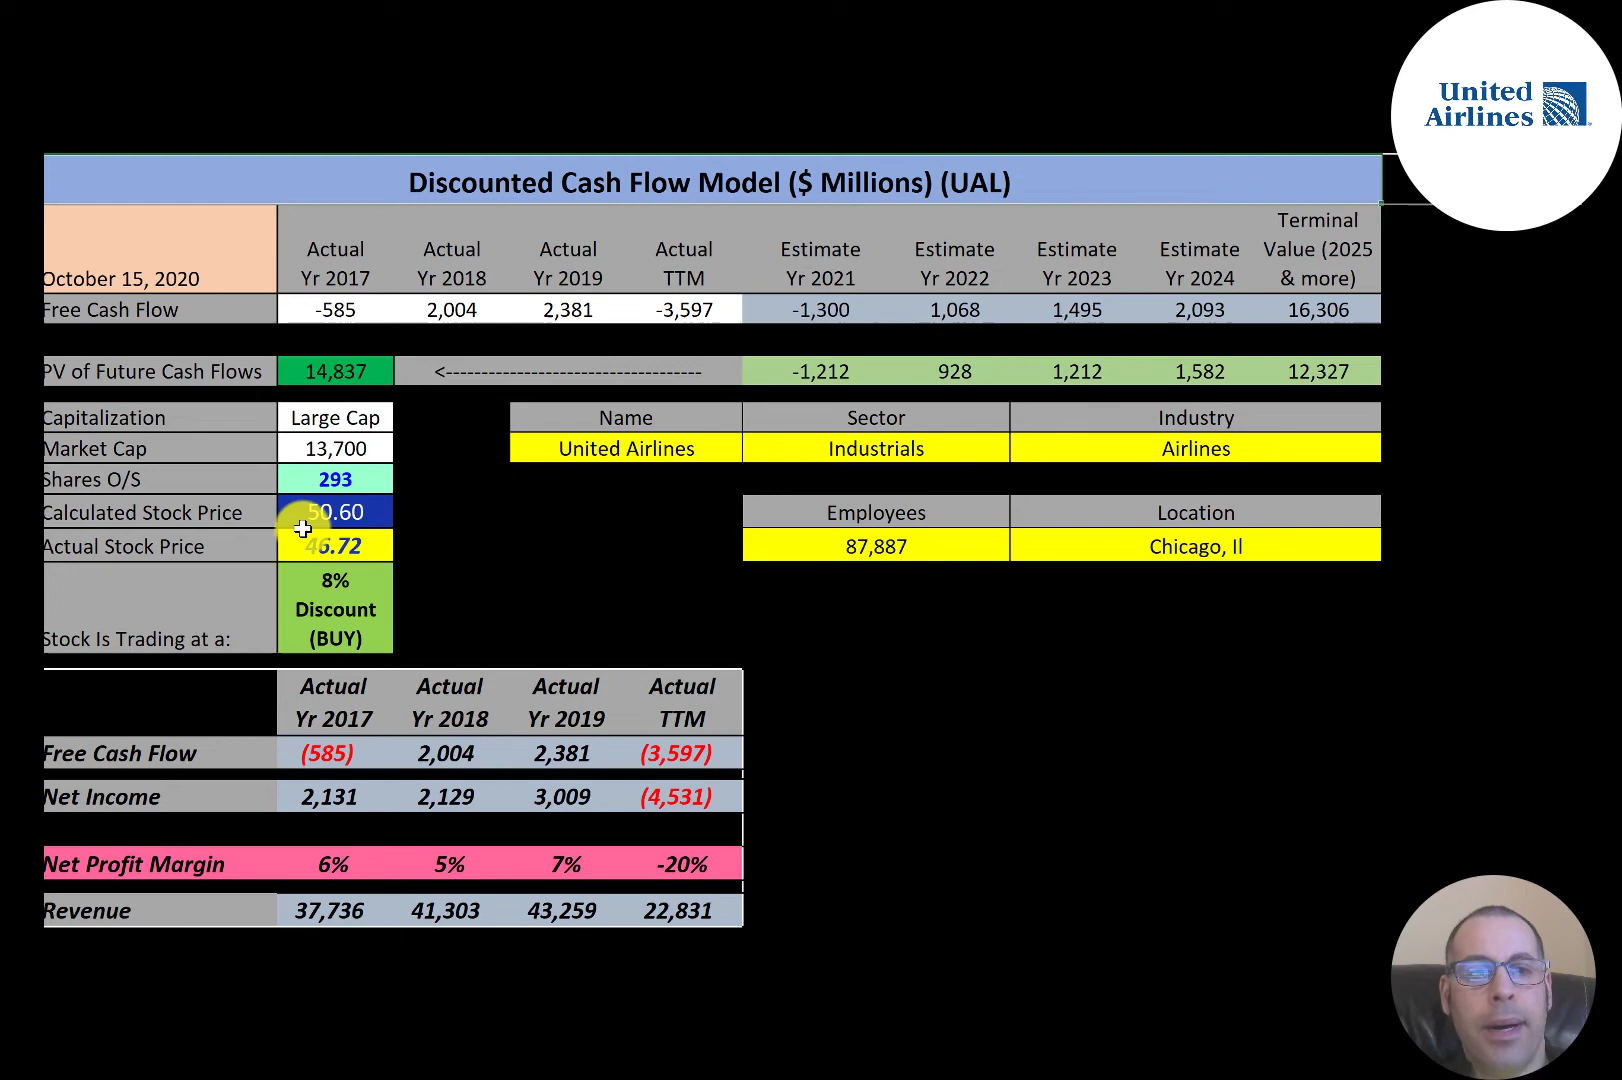 United
Airlines
Discounted Cash Flow Model ($ Millions) (UAL)
October 15, 2020 Actual Yr 2017 Actual Yr 2018 Actual Yr 2019 Actual TTM Estimate Yr 2021 Estimate Yr 2022 Estimate Yr 2023 Estimate Yr 2024 Terminal Value (2025 & more)
Free Cash Flow -585 2,004 2,381 -3,597 -1,300 1,068 1,495 2,093 16,306
PV of Future Cash Flows 14,837 <------------------------------------ -1,212 928 1,212 1,582 12,327
Capitalization Large Cap Name Sector Industry
Market Cap 13,700 United Airlines Industrials Airlines
Shares O/S 293
Calculated Stock Price 50.60 Employees Location
Actual Stock Price 46.72 87,887 Chicago, Il
Stock Is Trading at a: 8% Discount (BUY)
Actual Yr 2017 Actual Yr 2018 Actual Yr 2019 Actual TTM
Free Cash Flow (585) 2,004 2,381 (3,597)
Net Income 2,131 2,129 3,009 (4,531)
Net Profit Margin 6% 5% 7% -20%
Revenue 37,736 41,303 43,259 22,831